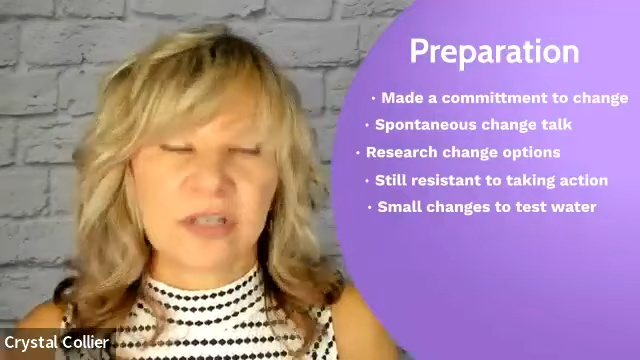 Preparation
• Made a committment to change
• Spontaneous change talk
• Research change options
• Still resistant to taking action
• Small changes to test water
Crystal Collier